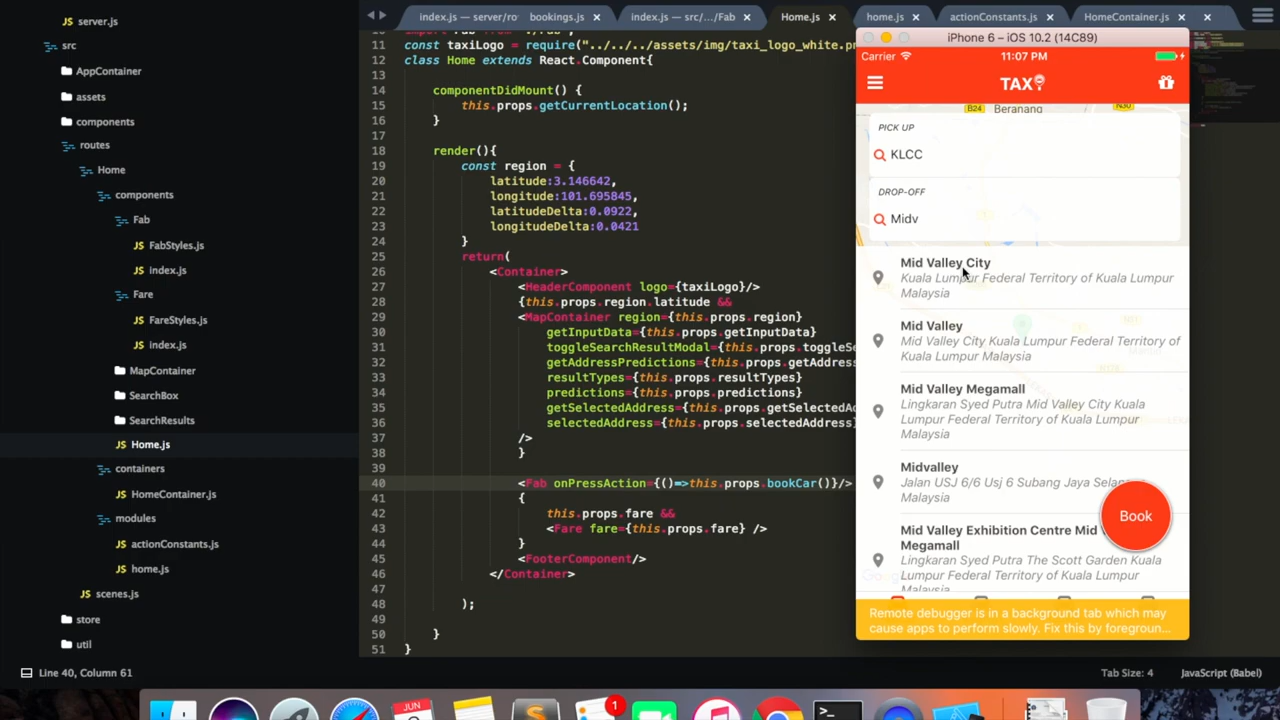 server.js
src
AppContainer
assets
components
routes
Home
components
Fab
FabStyles.js
index.js
Fare
FareStyles.js
index.js
MapContainer
SearchBox
SearchResults
Home.js
containers
HomeContainer.js
modules
actionConstants.js
home.js
scenes.js
store
util
Line 40, Column 61
index.js — server/ro
bookings.js
index.js — src/.../Fab
Home.js
home.js
actionConstants.js
HomeContainer.js
11 const taxiLogo = require("../../../assets/img/taxi_logo_white.pn
12 class Home extends React.Component{
13
14 componentDidMount() {
15 this.props.getCurrentLocation();
16 }
17
18 render(){
19 const region = {
20 latitude:3.146642,
21 longitude:101.695845,
22 latitudeDelta:0.0922,
23 longitudeDelta:0.0421
24 }
25 return(
26 <Container>
27 <HeaderComponent logo={taxiLogo}/>
28 {this.props.region.latitude &&
29 <MapContainer region={this.props.region}
30 getInputData={this.props.getInputData}
31 toggleSearchResultModal={this.props.toggleSe
32 getAddressPredictions={this.props.getAddres
33 resultTypes={this.props.resultTypes}
34 predictions={this.props.predictions}
35 getSelectedAddress={this.props.getSelectedA
36 selectedAddress={this.props.selectedAddress}
37 />
38 }
39
40 <Fab onPressAction={()=>this.props.bookCar()}/>
41 {
42 this.props.fare &&
43 <Fare fare={this.props.fare} />
44 }
45 <FooterComponent/>
46 </Container>
47
48 );
49
50 }
51 }
iPhone 6 – iOS 10.2 (14C89)
Carrier 11:07 PM
TAX
B24 Beranang N30
PICK UP
KLCC
DROP-OFF
Midv
Mid Valley City
Kuala Lumpur Federal Territory of Kuala Lumpur
Malaysia
Mid Valley
Mid Valley City Kuala Lumpur Federal Territory of
Kuala Lumpur Malaysia
Mid Valley Megamall
Lingkaran Syed Putra Mid Valley City Kuala
Lumpur Federal Territory of Kuala Lumpur
Malaysia
Midvalley
Jalan USJ 6/6 Usj 6 Subang Jaya Selang
Malaysia
Book
Mid Valley Exhibition Centre Mid
Megamall
Lingkaran Syed Putra The Scott Garden Kuala
Lumpur Federal Territory of Kuala Lumpur
Malaysia
Remote debugger is in a background tab which may
cause apps to perform slowly. Fix this by foregroun...
Tab Size: 4
JavaScript (Babel)
JUN
1